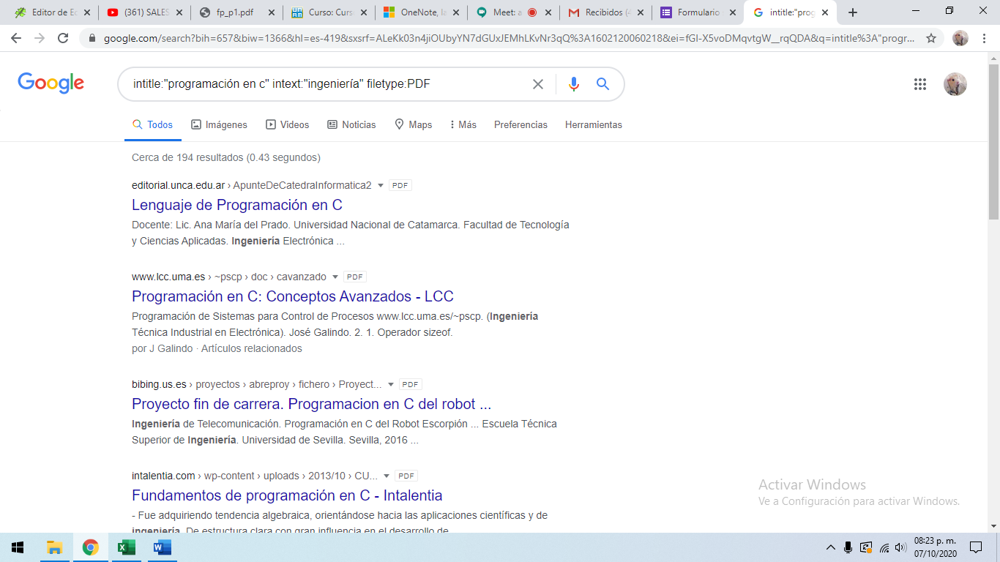 Editor de Ec
(361) SALES
fp_p1.pdf
Curso: Curs
OneNote, la
Meet: a
Recibidos (4
Formulario
intitle:"prog
google.com/search?bih=657&biw=1366&hl=es-419&sxsrf=ALeKk03n4jiOUbyYN7dGUxJEMhLKvNr3qQ%3A1602120060218&ei=fGl-X5voDMqvtgW__rqQDA&q=intitle%3A"progr...
Google
intitle:"programación en c" intext:"ingeniería" filetype:PDF
Todos Imágenes Videos Noticias Maps Más Preferencias Herramientas
Cerca de 194 resultados (0.43 segundos)
editorial.unca.edu.ar › ApunteDeCatedraInformatica2 PDF
Lenguaje de Programación en C
Docente: Lic. Ana María del Prado. Universidad Nacional de Catamarca. Facultad de Tecnología
y Ciencias Aplicadas. Ingeniería Electrónica ...
www.lcc.uma.es › ~pscp › doc › cavanzado PDF
Programación en C: Conceptos Avanzados - LCC
Programación de Sistemas para Control de Procesos www.lcc.uma.es/~pscp. (Ingeniería
Técnica Industrial en Electrónica). José Galindo. 2. 1. Operador sizeof.
por J Galindo · Artículos relacionados
bibing.us.es › proyectos › abreproy › fichero › Proyect... PDF
Proyecto fin de carrera. Programacion en C del robot ...
Ingeniería de Telecomunicación. Programación en C del Robot Escorpión ... Escuela Técnica
Superior de Ingeniería. Universidad de Sevilla. Sevilla, 2016 ...
intalentia.com › wp-content › uploads › 2013/10 › CU... PDF
Fundamentos de programación en C - Intalentia
- Fue adquiriendo tendencia algebraica, orientándose hacia las aplicaciones científicas y de
ingeniería. De estructura clara con gran influencia en el desarrollo de
Activar Windows
Ve a Configuración para activar Windows.
08:23 p. m.
07/10/2020